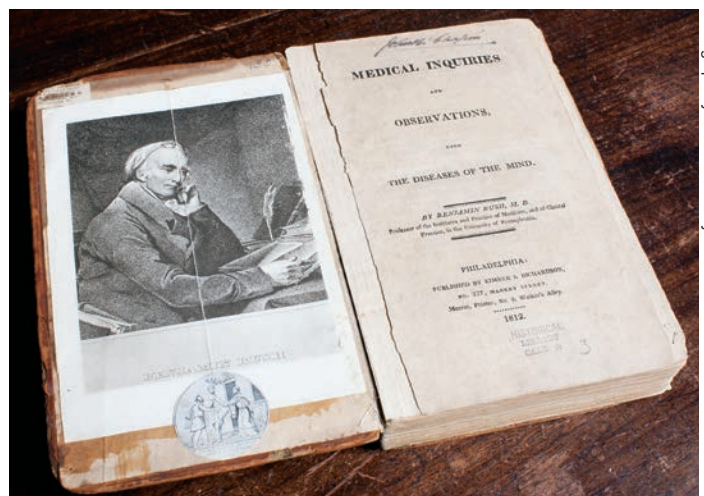 MEDICAL INQUIRIES
AND
OBSERVATIONS,
UPON
THE DISEASES OF THE MIND.
BY BENJAMIN RUSH, M. D.
Professor of the Institutes and Practice of Medicine, and of Clinical
Practice, in the University of Pennsylvania.
PHILADELPHIA:
PUBLISHED BY KIMBER & RICHARDSON,
NO. 237, MARKET STREET.
Merritt, Printer, No. 9, Watkin's Alley.
1812.
HISTORICAL
LIBRARY
3